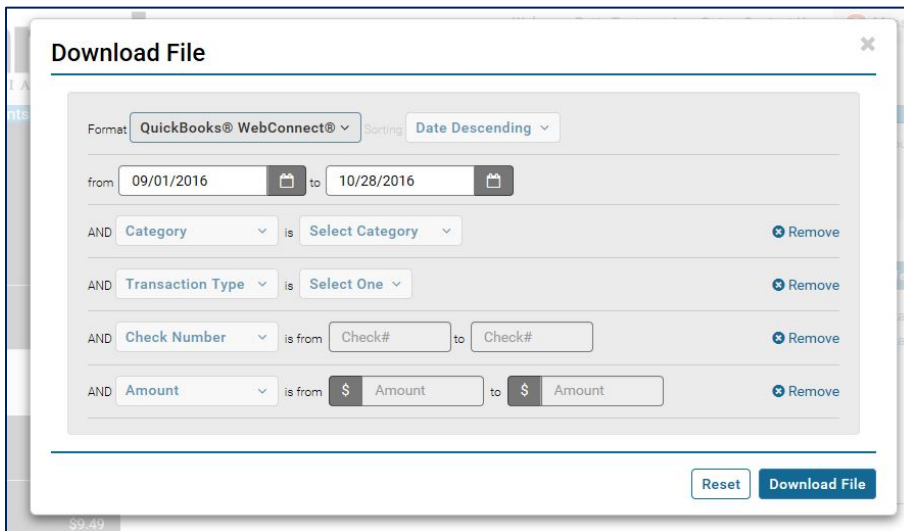 Download File
Format QuickBooks® WebConnect® Sorting Date Descending
from 09/01/2016 to 10/28/2016
AND Category is Select Category Remove
AND Transaction Type is Select One Remove
AND Check Number is from Check# to Check# Remove
AND Amount is from $ Amount to $ Amount Remove
Reset Download File
$9.49